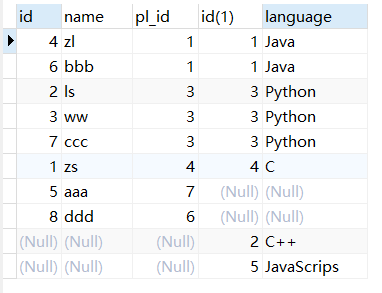 id name pl_id id(1) language
4 zl 1 1 Java
6 bbb 1 1 Java
2 ls 3 3 Python
3 ww 3 3 Python
7 ccc 3 3 Python
1 zs 4 4 C
5 aaa 7 (Null) (Null)
8 ddd 6 (Null) (Null)
(Null) (Null) (Null) 2 C++
(Null) (Null) (Null) 5 JavaScrips